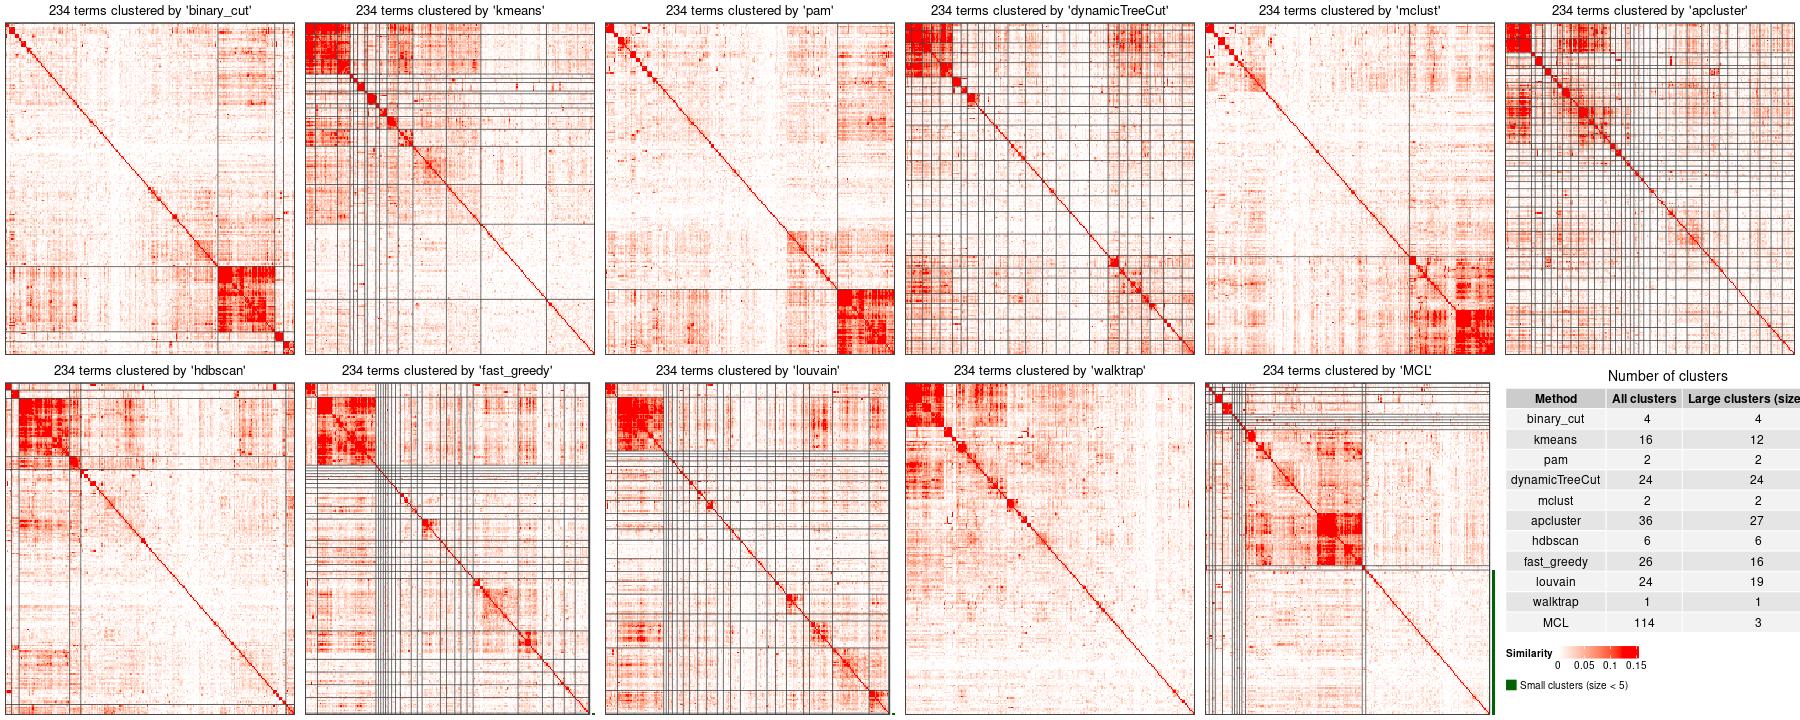 234 terms clustered by 'binary_cut'
234 terms clustered by 'kmeans'
234 terms clustered by 'pam'
234 terms clustered by 'dynamicTreeCut'
234 terms clustered by 'mclust'
234 terms clustered by 'apcluster'
234 terms clustered by 'hdbscan'
234 terms clustered by 'fast_greedy'
234 terms clustered by 'louvain'
234 terms clustered by 'walktrap'
234 terms clustered by 'MCL'
Number of clusters
Method All clusters Large clusters (size
binary_cut 4 4
kmeans 16 12
pam 2 2
dynamicTreeCut 24 24
mclust 2 2
apcluster 36 27
hdbscan 6 6
fast_greedy 26 16
louvain 24 19
walktrap 1 1
MCL 114 3
Similarity
0 0.05 0.1 0.15
Small clusters (size < 5)